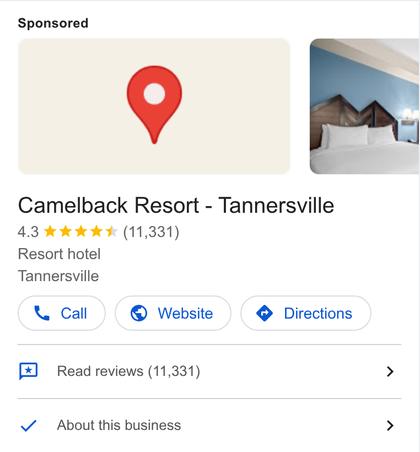 Sponsored
Camelback Resort - Tannersville
4.3 (11,331)
Resort hotel
Tannersville
Call
Website
Directions
Read reviews (11,331)
About this business